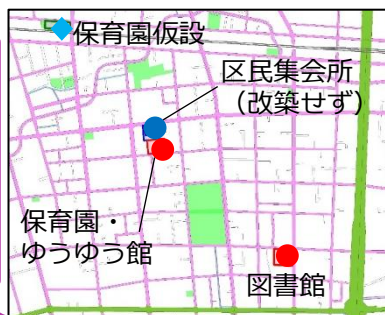 保育園仮設
区民集会所
（改築せず）
保育園・
ゆうゆう館
図書館